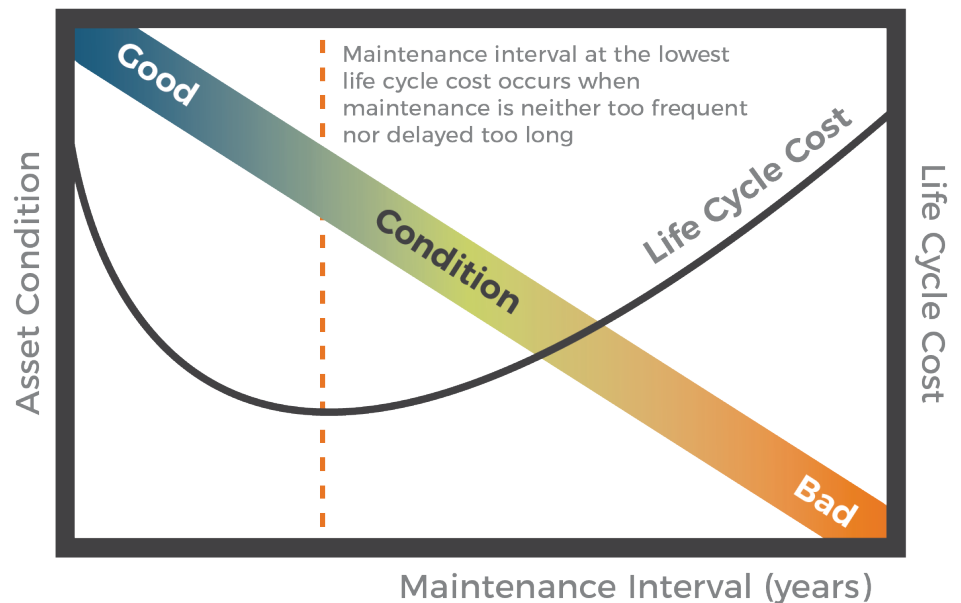 Good
Maintenance interval at the lowest
life cycle cost occurs when
maintenance is neither too frequent
nor delayed too long
Condition
Life Cycle Cost
Bad
Asset Condition
Life Cycle Cost
Maintenance Interval (years)